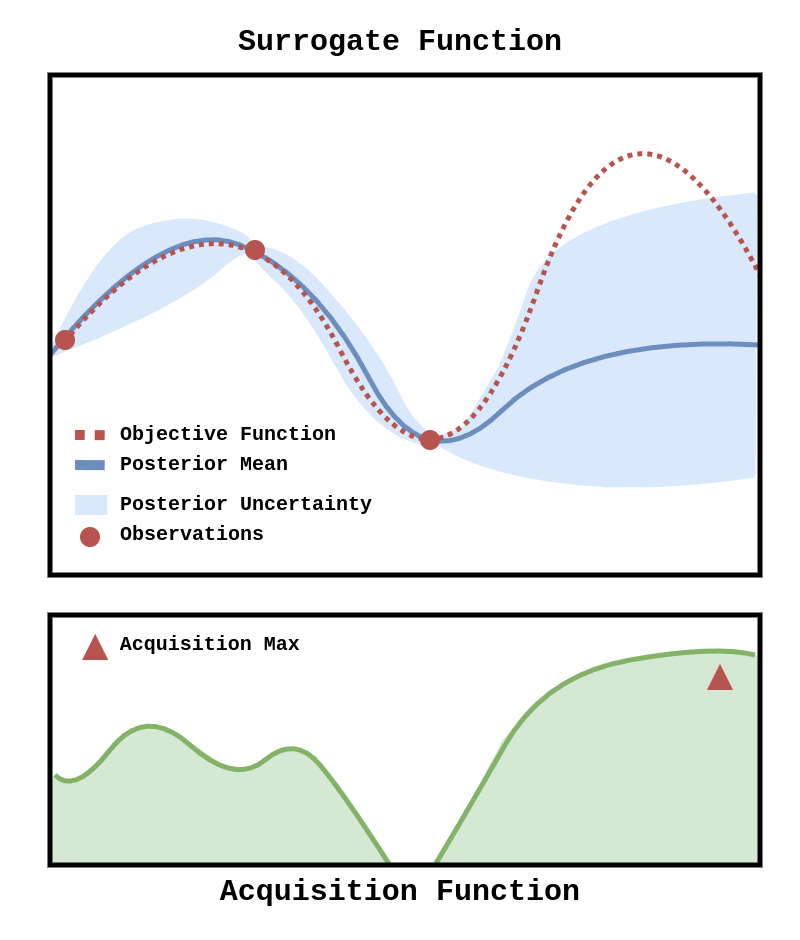 Surrogate Function
Objective Function
Posterior Mean
Posterior Uncertainty
Observations
Acquisition Max
Acquisition Function